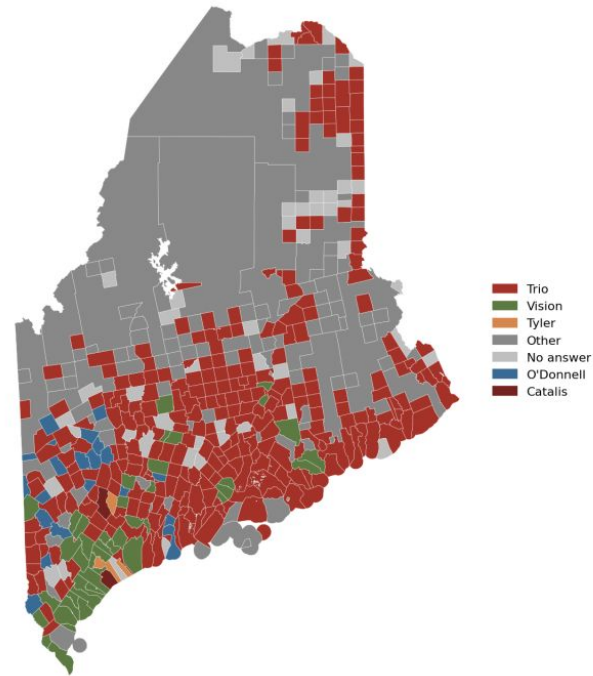 Trio
Vision
Tyler
Other
No answer
O'Donnell
Catalis